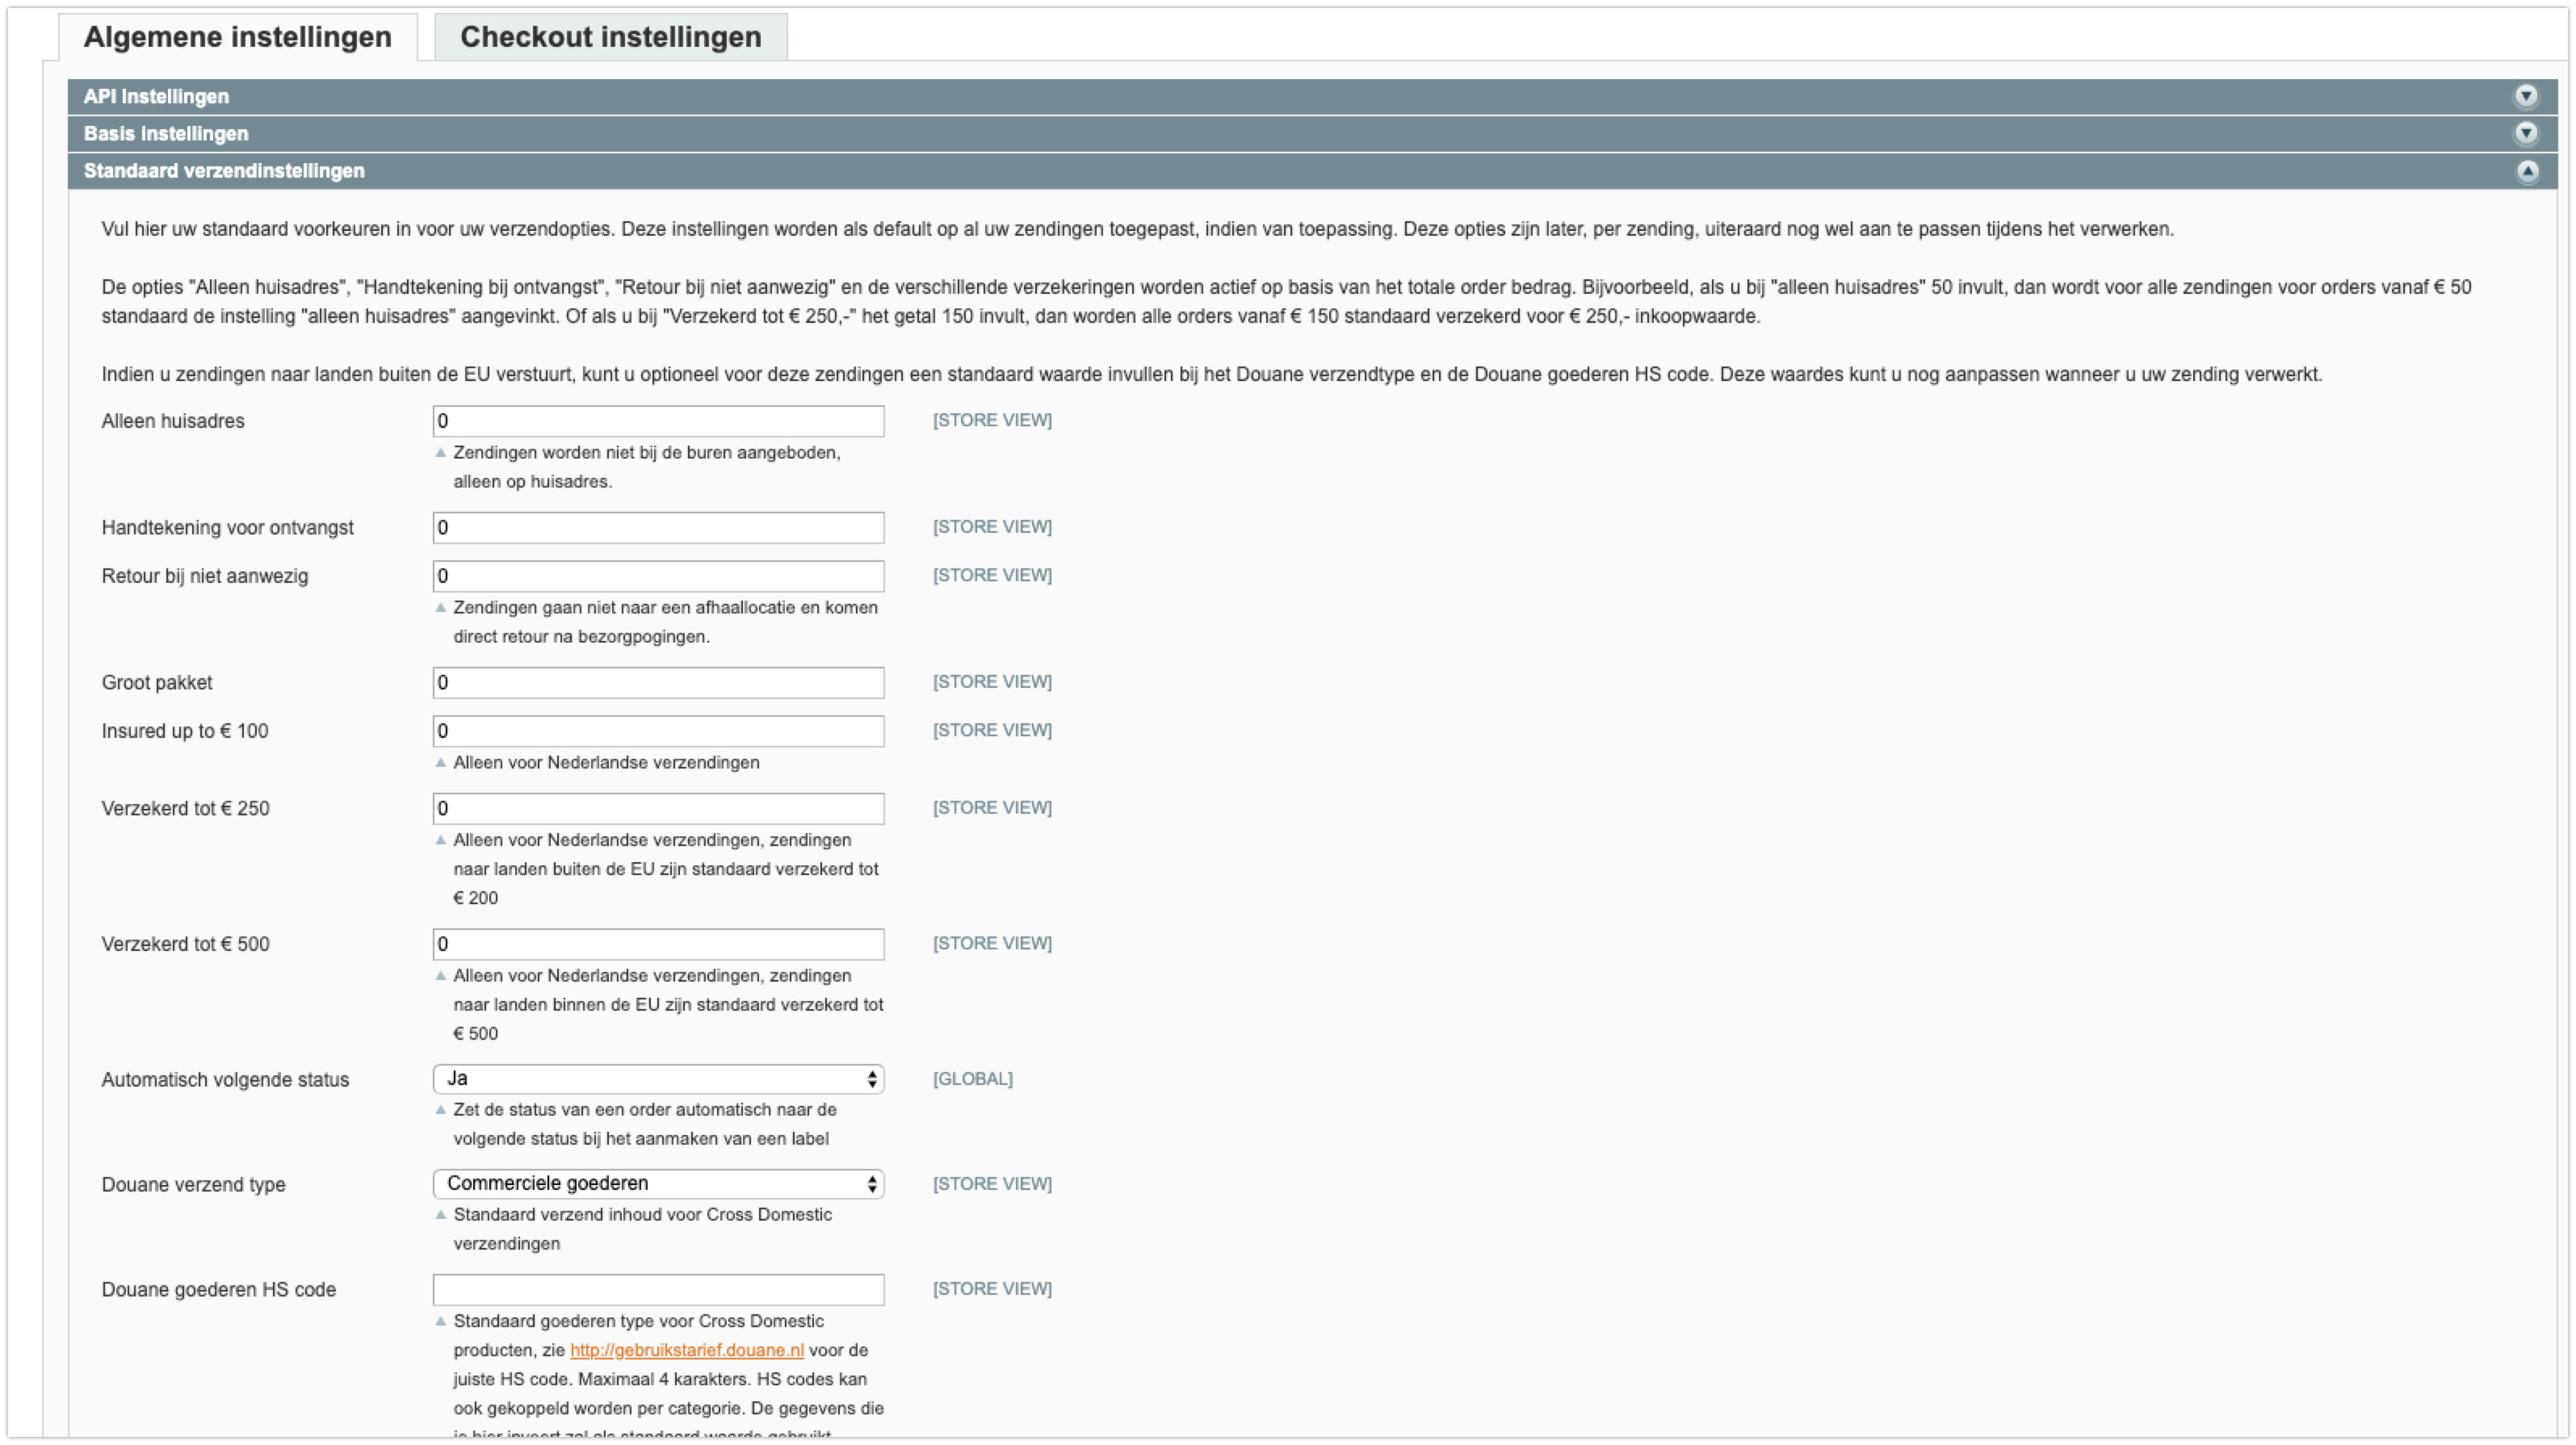 Algemene instellingen
Checkout instellingen
API Instellingen
Basis instellingen
Standaard verzendinstellingen
Vul hier uw standaard voorkeuren in voor uw verzendopties. Deze instellingen worden als default op al uw zendingen toegepast, indien van toepassing. Deze opties zijn later, per zending, uiteraard nog wel aan te passen tijdens het verwerken.
De opties "Alleen huisadres", "Handtekening bij ontvangst", "Retour bij niet aanwezig" en de verschillende verzekeringen worden actief op basis van het totale order bedrag. Bijvoorbeeld, als u bij "alleen huisadres" 50 invult, dan wordt voor alle zendingen voor orders vanaf € 50
standaard de instelling "alleen huisadres" aangevinkt. Of als u bij "Verzekerd tot € 250,-" het getal 150 invult, dan worden alle orders vanaf € 150 standaard verzekerd voor € 250,- inkoopwaarde.
Indien u zendingen naar landen buiten de EU verstuurt, kunt u optioneel voor deze zendingen een standaard waarde invullen bij het Douane verzendtype en de Douane goederen HS code. Deze waardes kunt u nog aanpassen wanneer u uw zending verwerkt.
Alleen huisadres 0 [STORE VIEW]
Zendingen worden niet bij de buren aangeboden,
alleen op huisadres.
Handtekening voor ontvangst 0 [STORE VIEW]
Retour bij niet aanwezig 0 [STORE VIEW]
Zendingen gaan niet naar een afhaallocatie en komen
direct retour na bezorgpogingen.
Groot pakket 0 [STORE VIEW]
Insured up to € 100 0 [STORE VIEW]
Alleen voor Nederlandse verzendingen
Verzekerd tot € 250 0 [STORE VIEW]
Alleen voor Nederlandse verzendingen, zendingen
naar landen buiten de EU zijn standaard verzekerd tot
€ 200
Verzekerd tot € 500 0 [STORE VIEW]
Alleen voor Nederlandse verzendingen, zendingen
naar landen binnen de EU zijn standaard verzekerd tot
€ 500
Automatisch volgende status Ja [GLOBAL]
Zet de status van een order automatisch naar de
volgende status bij het aanmaken van een label
Douane verzend type Commerciele goederen [STORE VIEW]
Standaard verzend inhoud voor Cross Domestic
verzendingen
Douane goederen HS code [STORE VIEW]
Standaard goederen type voor Cross Domestic
producten, zie http://gebruikstarief.douane.nl voor de
juiste HS code. Maximaal 4 karakters. HS codes kan
ook gekoppeld worden per categorie. De gegevens die
je hier invoert zal als standaard waarde gebruikt